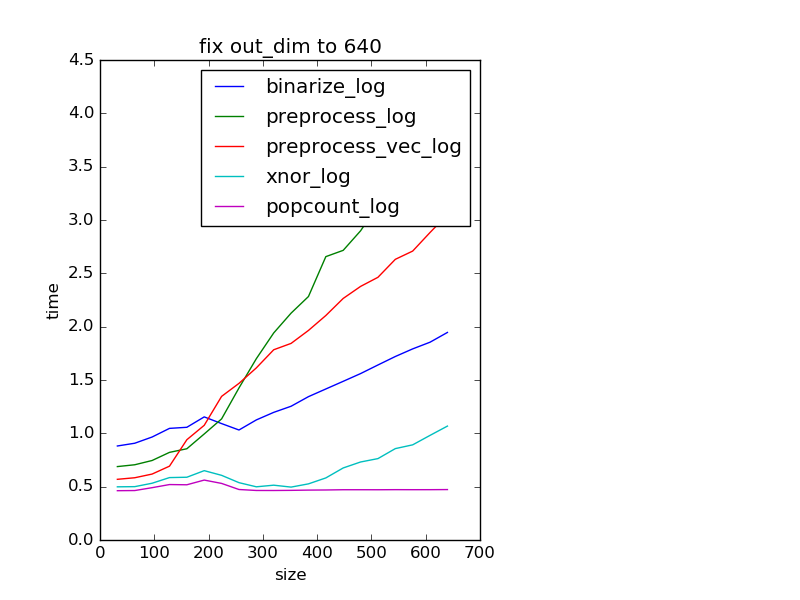 fix out_dim to 640
4.5
4.0
3.5
3.0
2.5
2.0
1.5
1.0
0.5
0.0
time
binarize_log
preprocess_log
preprocess_vec_log
xnor_log
popcount_log
0 100 200 300 400 500 600 700
size